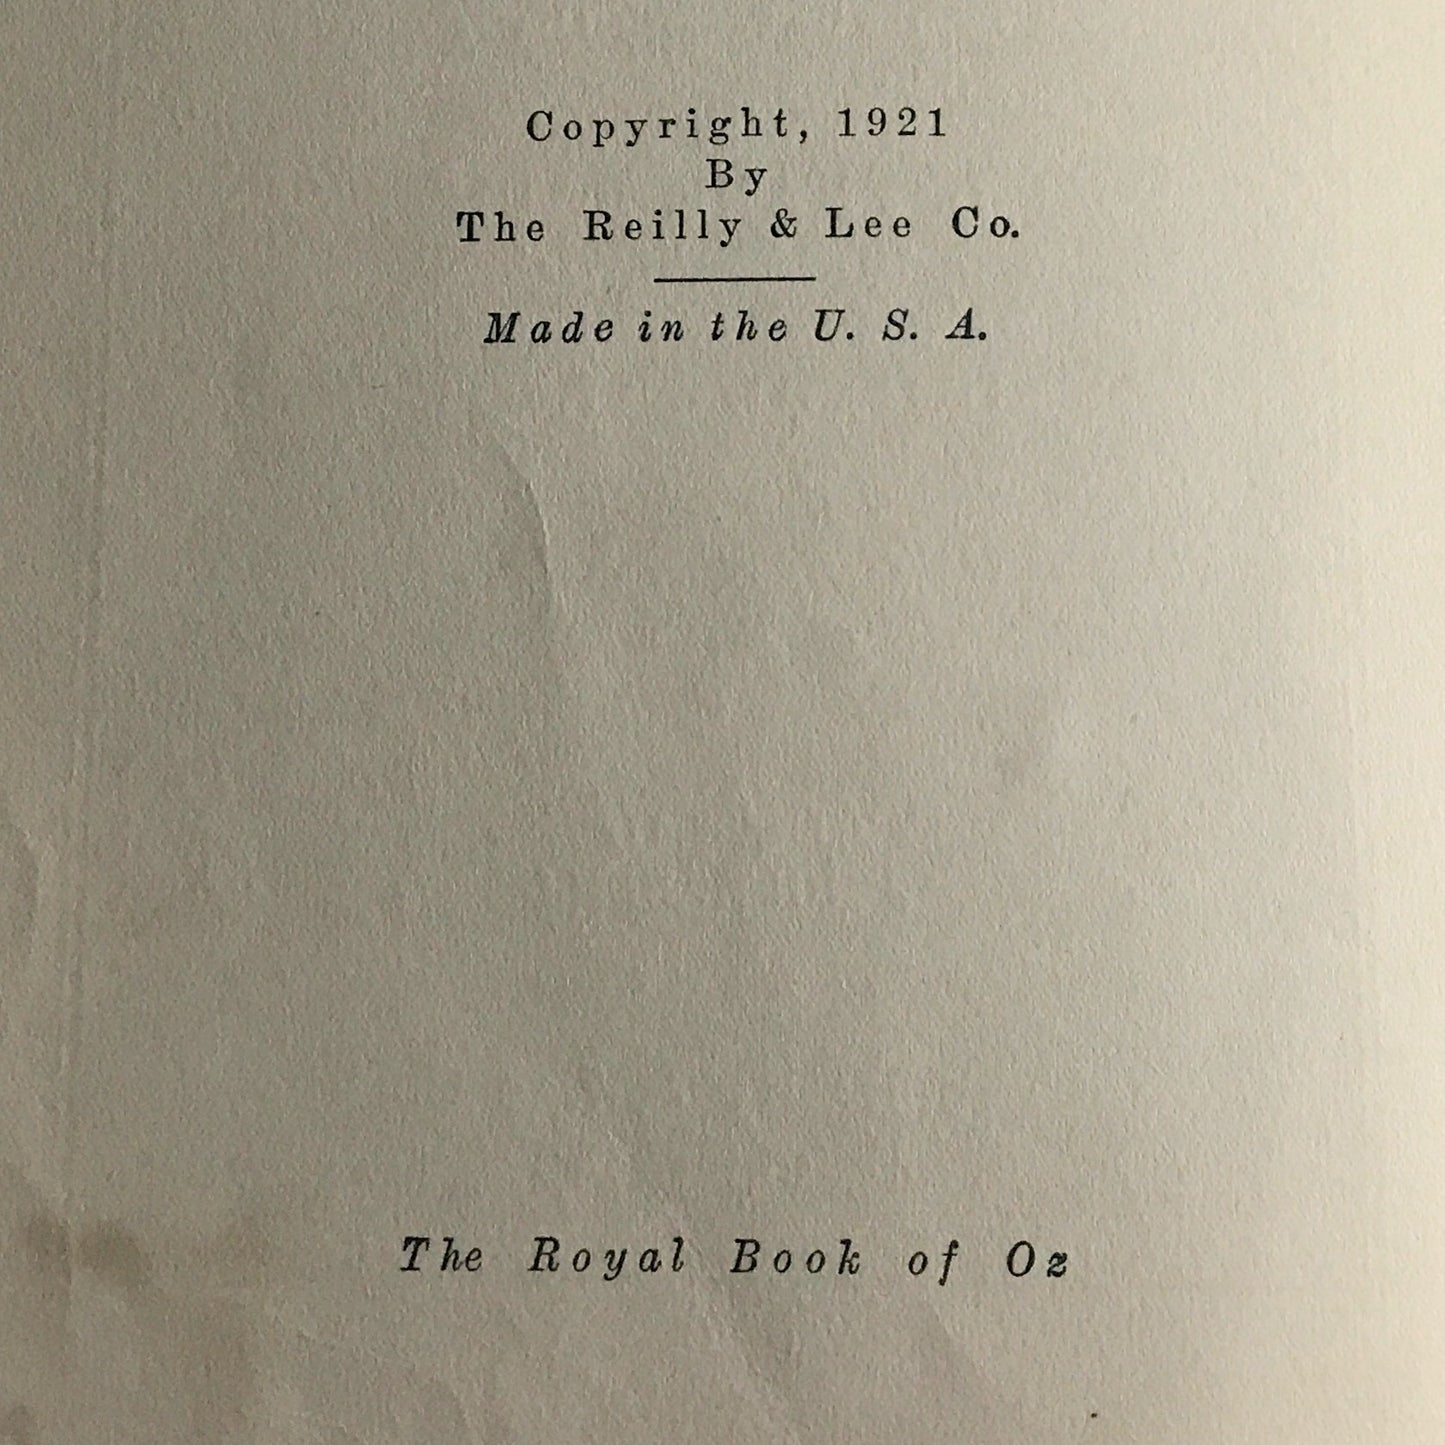 Copyright, 1921
By
The Reilly & Lee Co.
Made in the U. S. A.
The Royal Book of Oz